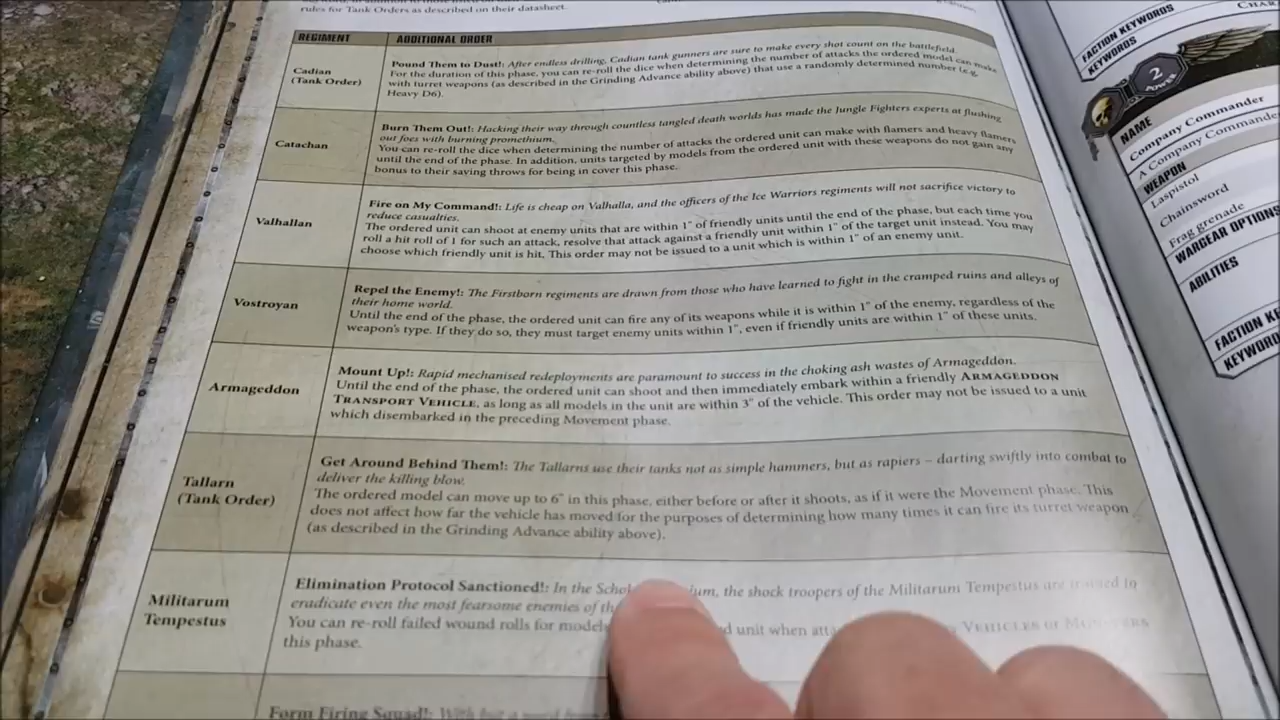 rules for Tank Orders as described on their datasheet.
REGIMENT ADDITIONAL ORDER
Cadian
(Tank Order)
Pound Them to Dust!: After endless drilling, Cadian tank gunners are sure to make every shot count on the battlefield.
For the duration of this phase, you can re-roll the dice when determining the number of attacks the ordered model can make
with turret weapons (as described in the Grinding Advance ability above) that use a randomly determined number (e.g.
Heavy D6).
Catachan
Burn Them Out!: Hacking their way through countless tangled death worlds has made the Jungle Fighters experts at flushing
out foes with burning promethium.
You can re-roll the dice when determining the number of attacks the ordered unit can make with flamers and heavy flamers
until the end of the phase. In addition, units targeted by models from the ordered unit with these weapons do not gain any
bonus to their saving throws for being in cover this phase.
Valhallan
Fire on My Command!: Life is cheap on Valhalla, and the officers of the Ice Warriors regiments will not sacrifice victory to
reduce casualties.
The ordered unit can shoot at enemy units that are within 1" of friendly units until the end of the phase, but each time you
roll a hit roll of 1 for such an attack, resolve that attack against a friendly unit within 1" of the target unit instead. You may
choose which friendly unit is hit. This order may not be issued to a unit which is within 1" of an enemy unit.
Vostroyan
Repel the Enemy!: The Firstborn regiments are drawn from those who have learned to fight in the cramped ruins and alleys of
their home world.
Until the end of the phase, the ordered unit can fire any of its weapons while it is within 1" of the enemy, regardless of the
weapon's type. If they do so, they must target enemy units within 1", even if friendly units are within 1" of these units.
Armageddon
Mount Up!: Rapid mechanised redeployments are paramount to success in the choking ash wastes of Armageddon.
Until the end of the phase, the ordered unit can shoot and then immediately embark within a friendly ARMAGEDDON
TRANSPORT VEHICLE, as long as all models in the unit are within 3" of the vehicle. This order may not be issued to a unit
which disembarked in the preceding Movement phase.
Tallarn
(Tank Order)
Get Around Behind Them!: The Tallarns use their tanks not as simple hammers, but as rapiers – darting swiftly into combat to
deliver the killing blow.
The ordered model can move up to 6" in this phase, either before or after it shoots, as if it were the Movement phase. This
does not affect how far the vehicle has moved for the purposes of determining how many times it can fire its turret weapon
(as described in the Grinding Advance ability above).
Militarum
Tempestus
Elimination Protocol Sanctioned!: In the the shock troopers of the Militarum Tempestus are trained to
eradicate even the most fearsome enemies of
You can re-roll failed wound rolls for unit when VEHICLES or MONSTERS
this phase.
Form Firing Squad!: With but a word from
FACTION KEYWORDS
KEYWORDS
2
POWER
NAME
Company Commander
A Company Commander
WEAPON
Laspistol
Chainsword
Frag grenade
WARGEAR OPTIONS
ABILITIES
FACTION